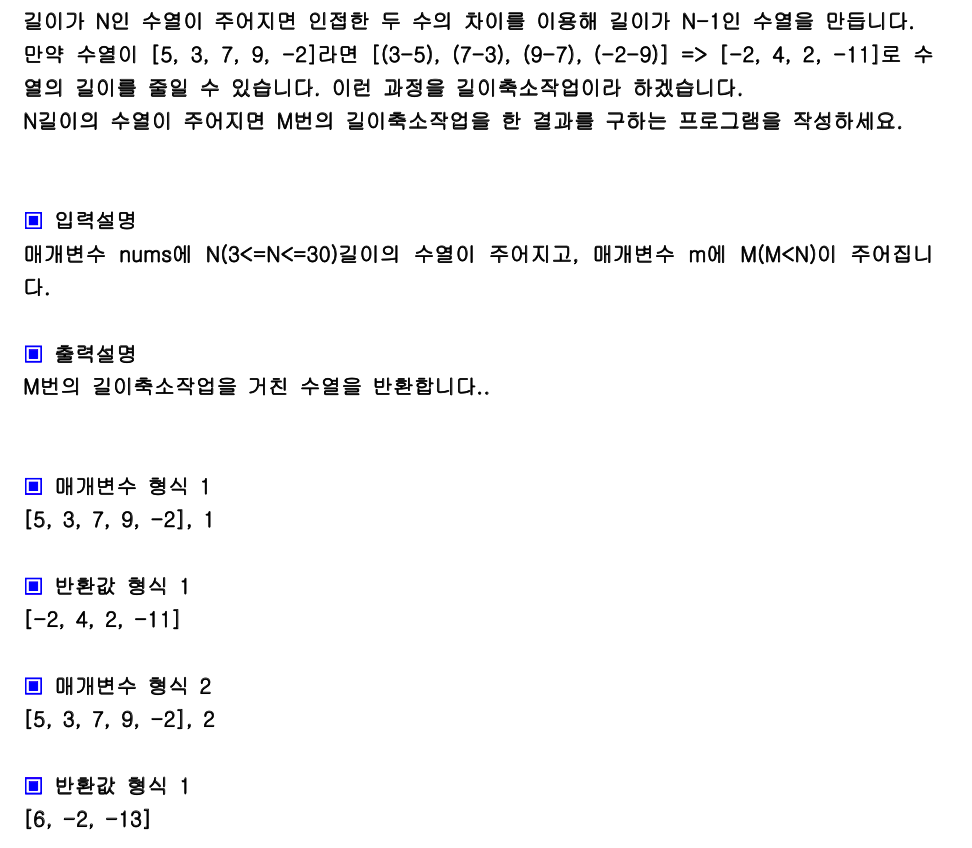 길이가 N인 수열이 주어지면 인접한 두 수의 차이를 이용해 길이가 N-1인 수열을 만듭니다.
만약 수열이 [5, 3, 7, 9, -2]라면 [(3-5), (7-3), (9-7), (-2-9)] => [-2, 4, 2, -11]로 수
열의 길이를 줄일 수 있습니다. 이런 과정을 길이축소작업이라 하겠습니다.
N길이의 수열이 주어지면 M번의 길이축소작업을 한 결과를 구하는 프로그램을 작성하세요.
▣ 입력설명
매개변수 nums에 N(3<=N<=30)길이의 수열이 주어지고, 매개변수 m에 M(M<N)이 주어집니
다.
▣ 출력설명
M번의 길이축소작업을 거친 수열을 반환합니다..
▣ 매개변수 형식 1
[5, 3, 7, 9, -2], 1
▣ 반환값 형식 1
[-2, 4, 2, -11]
▣ 매개변수 형식 2
[5, 3, 7, 9, -2], 2
▣ 반환값 형식 1
[6, -2, -13]